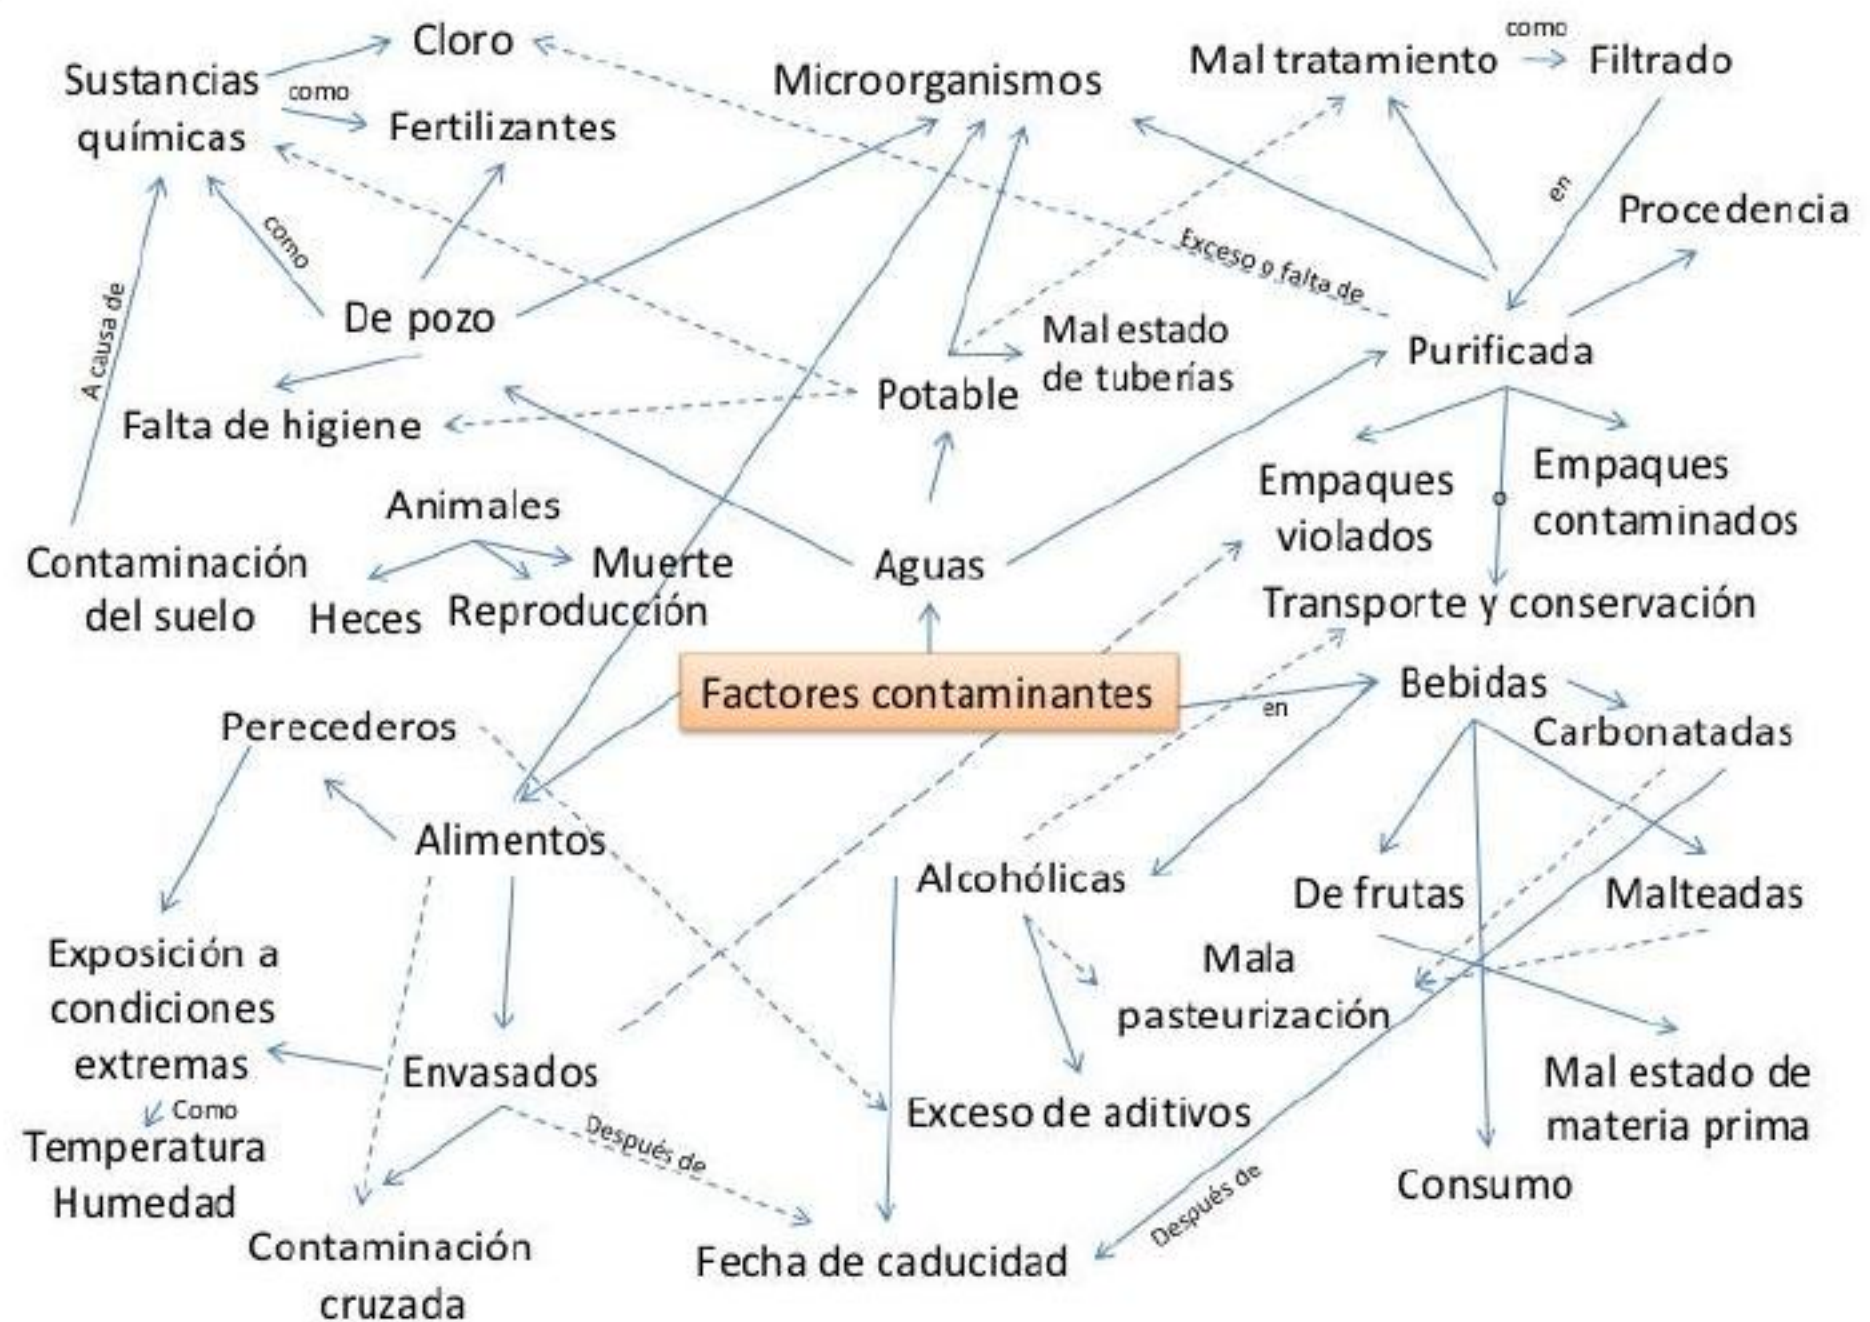 Cloro
Sustancias
químicas
como
Fertilizantes
Microorganismos
Mal tratamiento
como
Filtrado
en
Procedencia
como
A causa de
De pozo
Exceso o falta de
Mal estado
de tuberías
Purificada
Potable
Falta de higiene
Empaques
violados
o
Empaques
contaminados
Animales
Contaminación
del suelo
Heces
Reproducción
Muerte
Aguas
Transporte y conservación
Factores contaminantes
en
Bebidas
Carbonatadas
Perecederos
Alimentos
Alcohólicas
De frutas
Malteadas
Exposición a
condiciones
extremas
Como
Temperatura
Humedad
Envasados
Mala
pasteurización
Exceso de aditivos
Mal estado de
materia prima
Después de
Después de
Consumo
Contaminación
cruzada
Fecha de caducidad